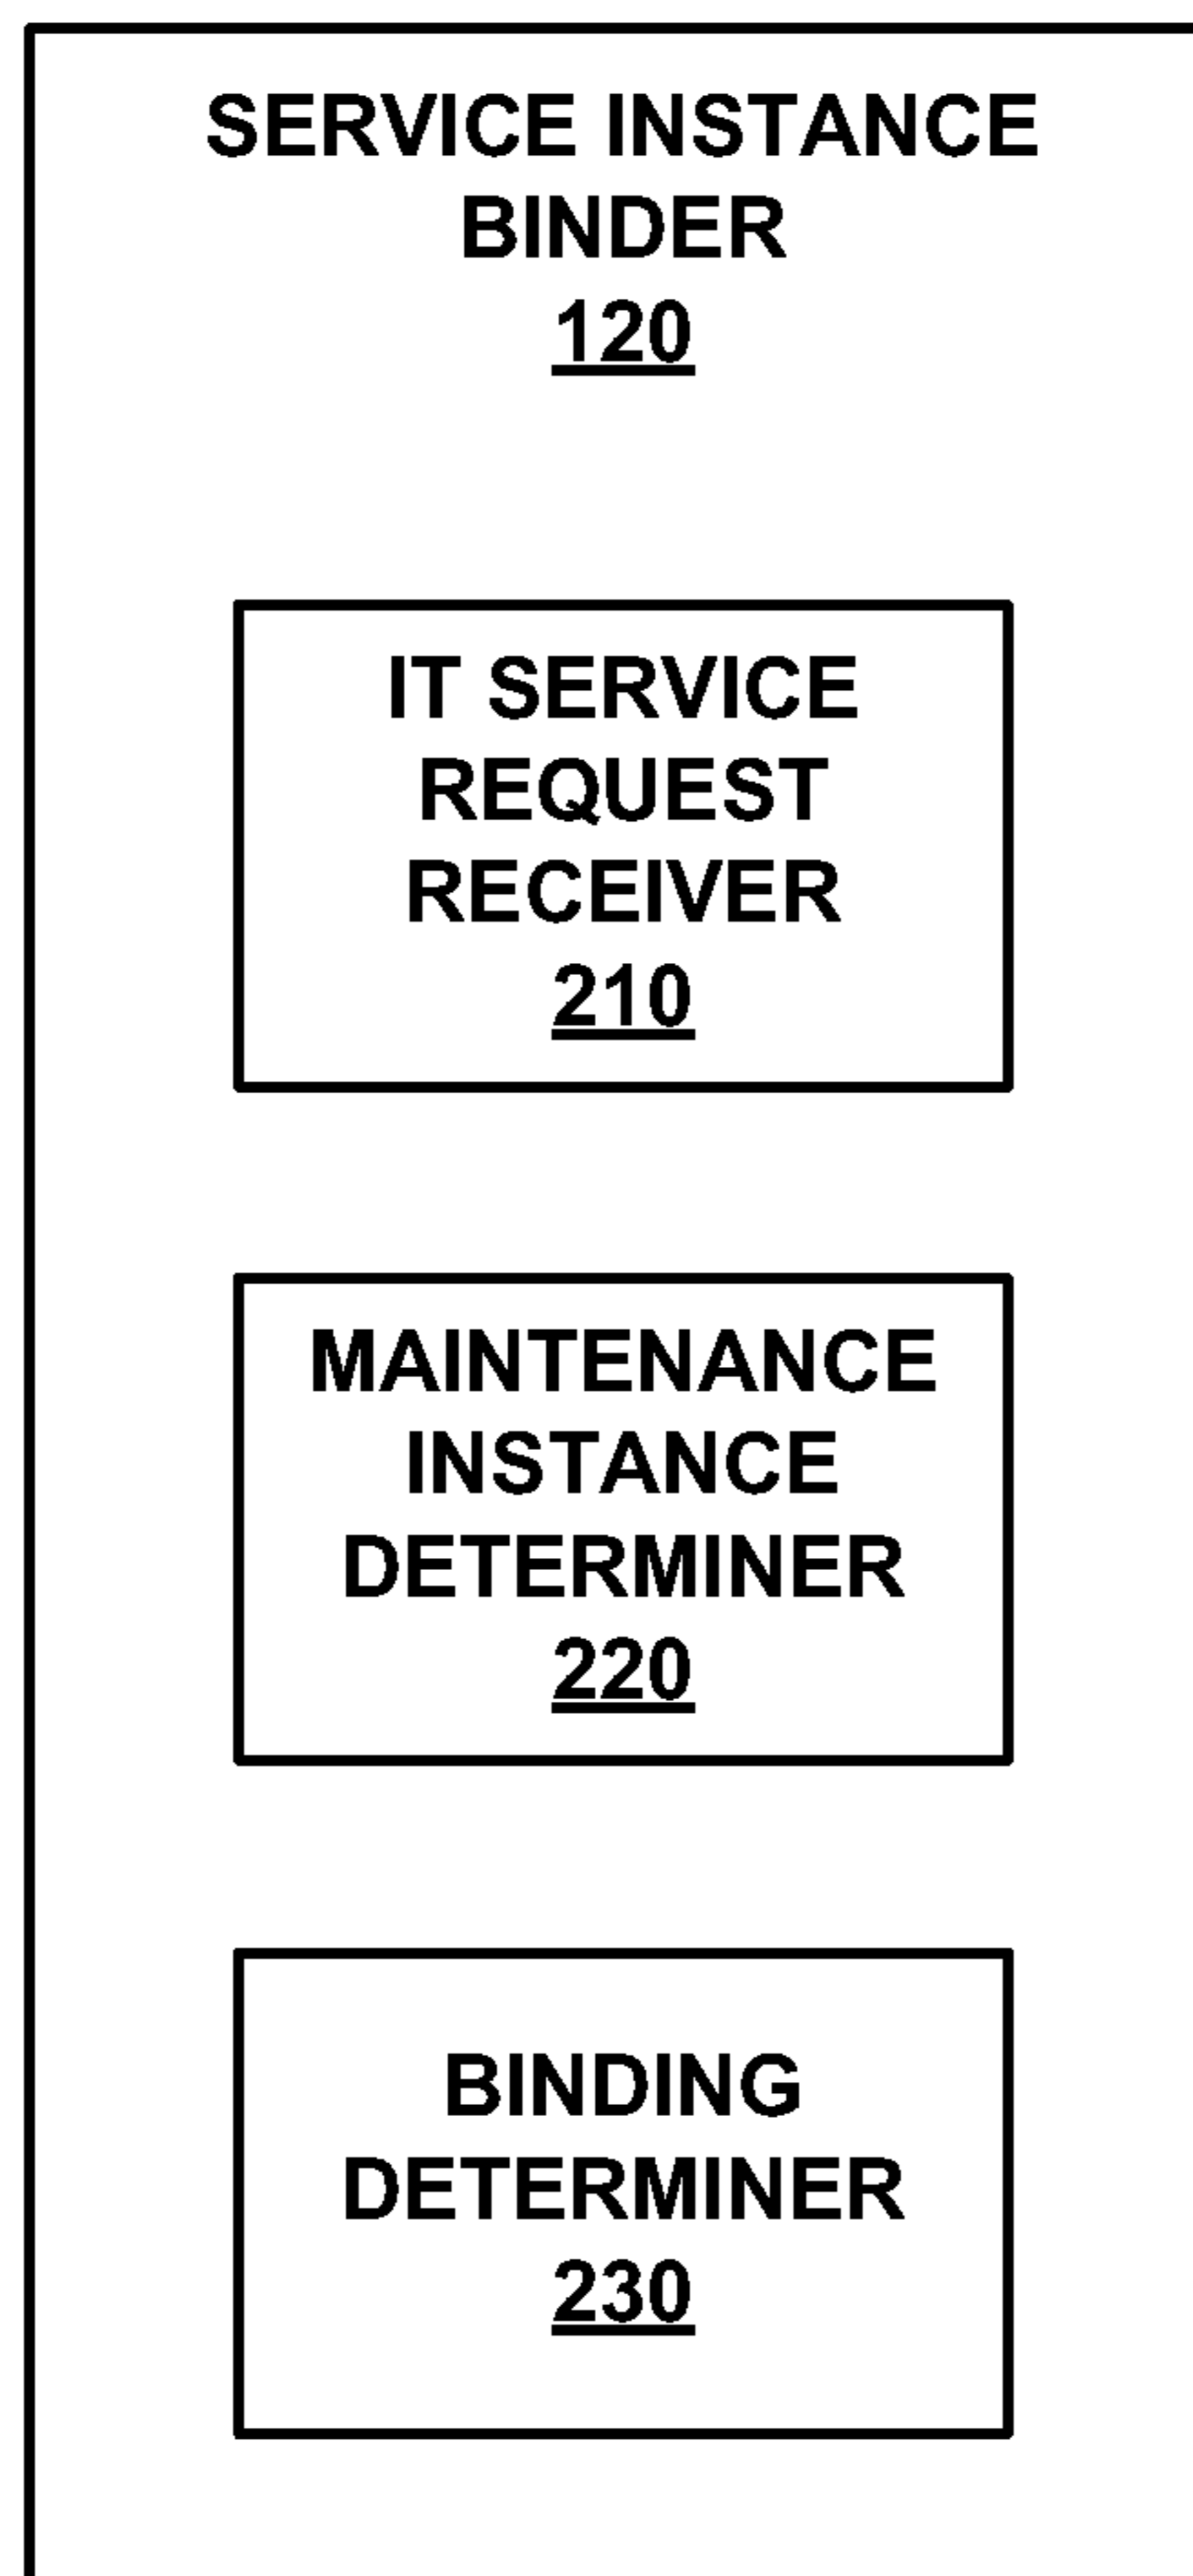 SERVICE INSTANCE
BINDER
120
IT SERVICE
REQUEST
RECEIVER
210
MAINTENANCE
INSTANCE
DETERMINER
220
BINDING
DETERMINER
230